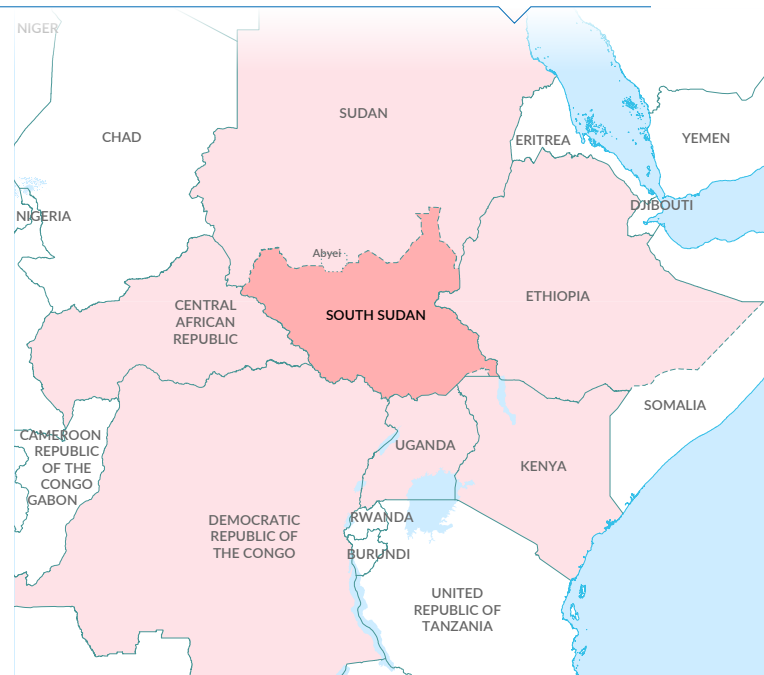 NIGER
SUDAN
CHAD
ERITREA
YEMEN
DJIBOUTI
NIGERIA
Abyei
ETHIOPIA
CENTRAL
AFRICAN
REPUBLIC
SOUTH SUDAN
SOMALIA
CAMEROON
REPUBLIC
OF THE
CONGO
GABON
UGANDA
KENYA
RWANDA
DEMOCRATIC
REPUBLIC OF
THE CONGO
BURUNDI
UNITED
REPUBLIC OF
TANZANIA